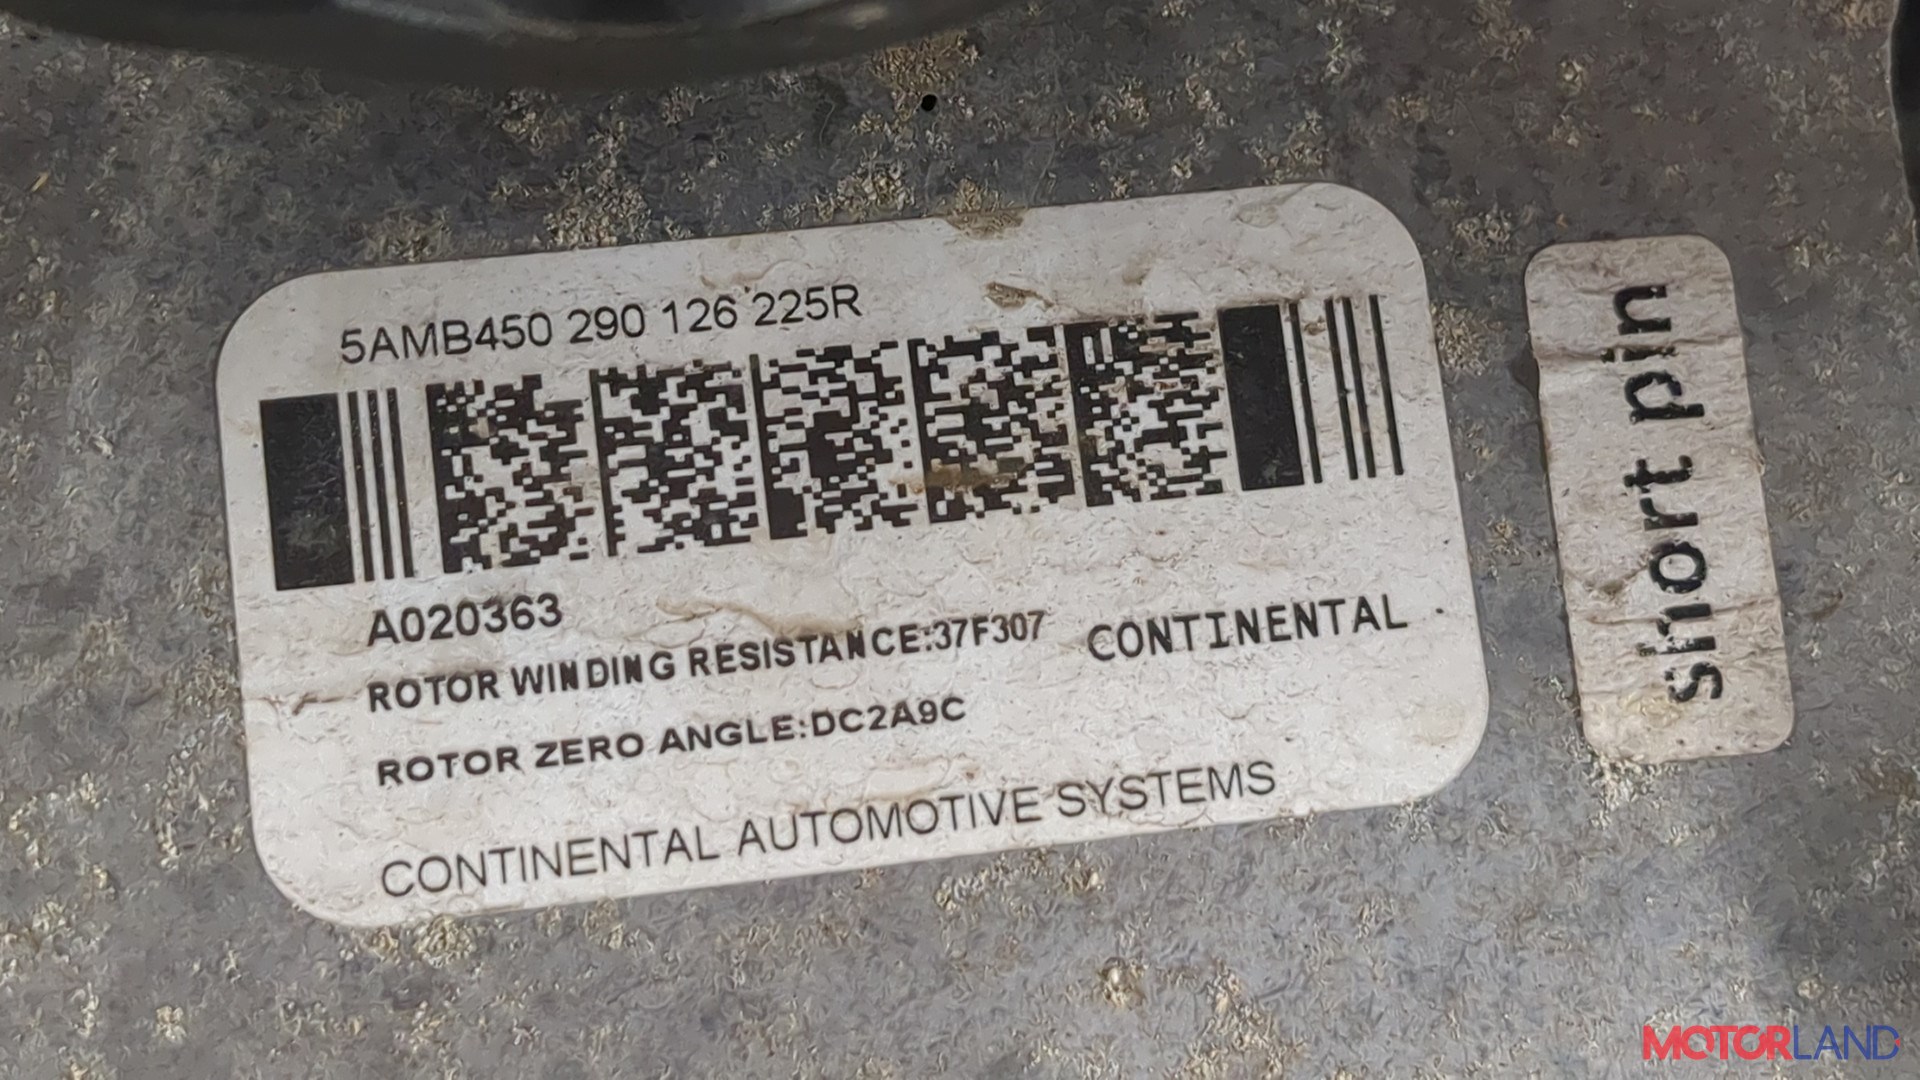 5AMB450 290 126 225R
A020363
ROTOR WINDING RESISTANCE:37F307
CONTINENTAL
ROTOR ZERO ANGLE:DC2A9C
CONTINENTAL AUTOMOTIVE SYSTEMS
short pin
MOTORLAND